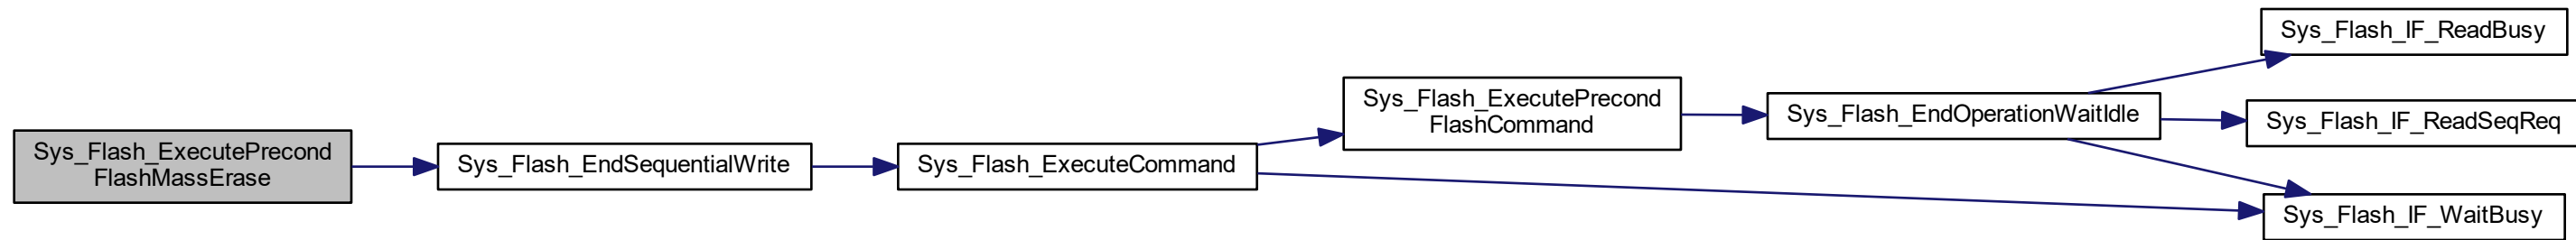 Sys_Flash_ExecutePrecond
FlashMassErase
Sys_Flash_EndSequentialWrite
Sys_Flash_ExecuteCommand
Sys_Flash_ExecutePrecond
FlashCommand
Sys_Flash_EndOperationWaitIdle
Sys_Flash_IF_ReadBusy
Sys_Flash_IF_ReadSeqReq
Sys_Flash_IF_WaitBusy